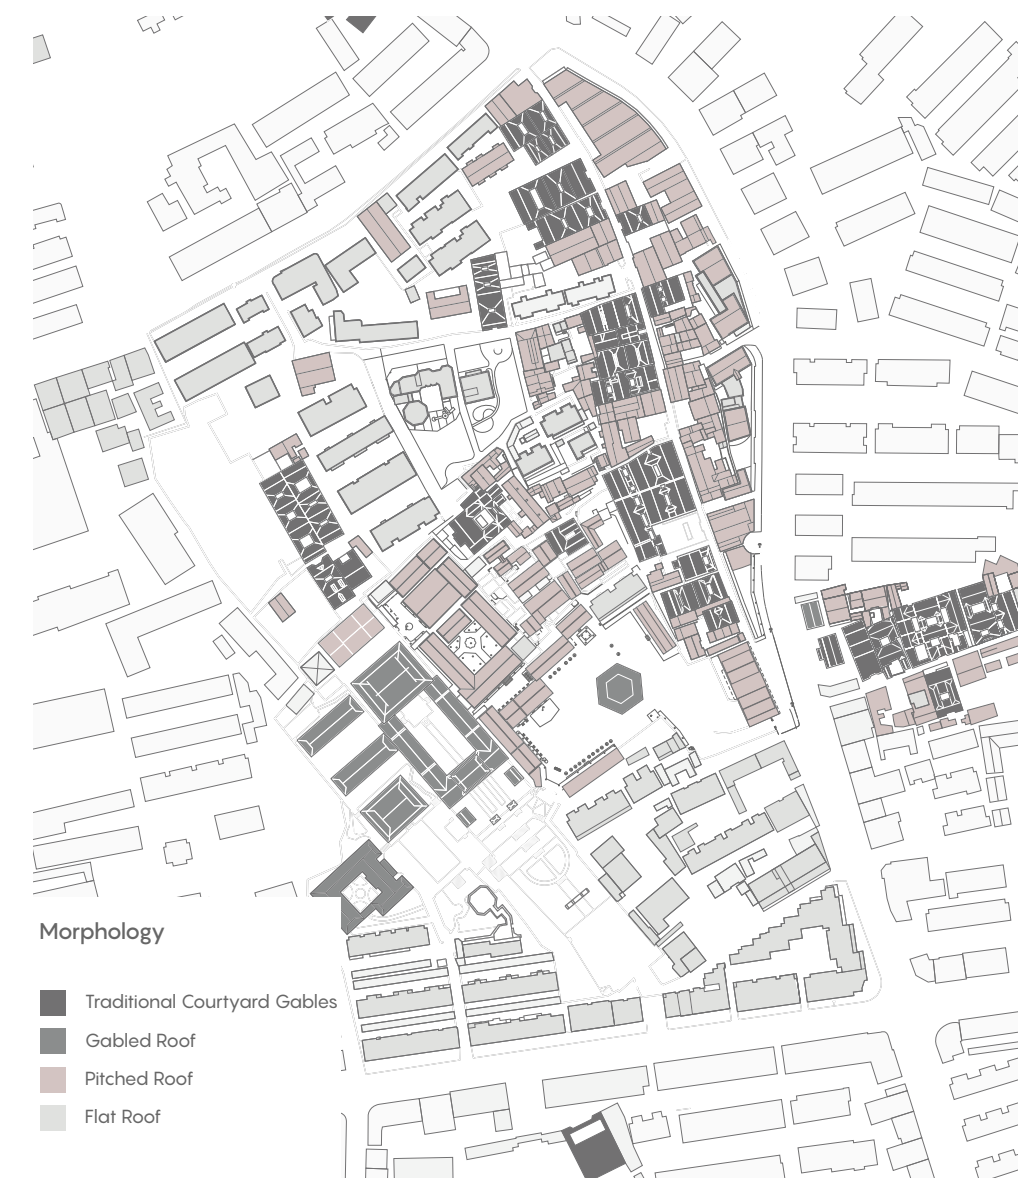 Morphology
Traditional Courtyard Gables
Gabled Roof
Pitched Roof
Flat Roof